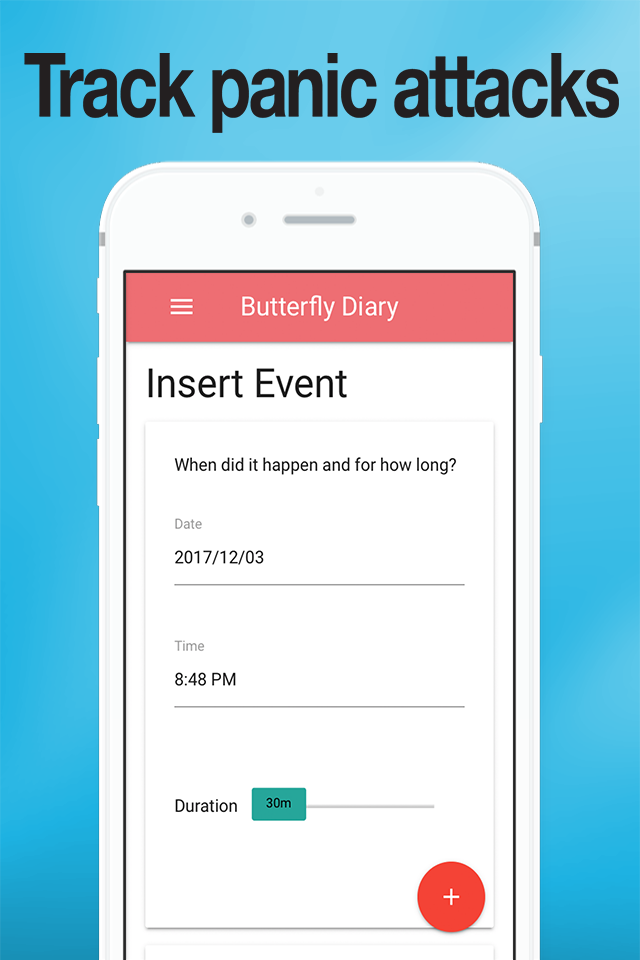 Track panic attacks
Butterfly Diary
Insert Event
When did it happen and for how long?
Date
2017/12/03
Time
8:48 PM
Duration 30m
+